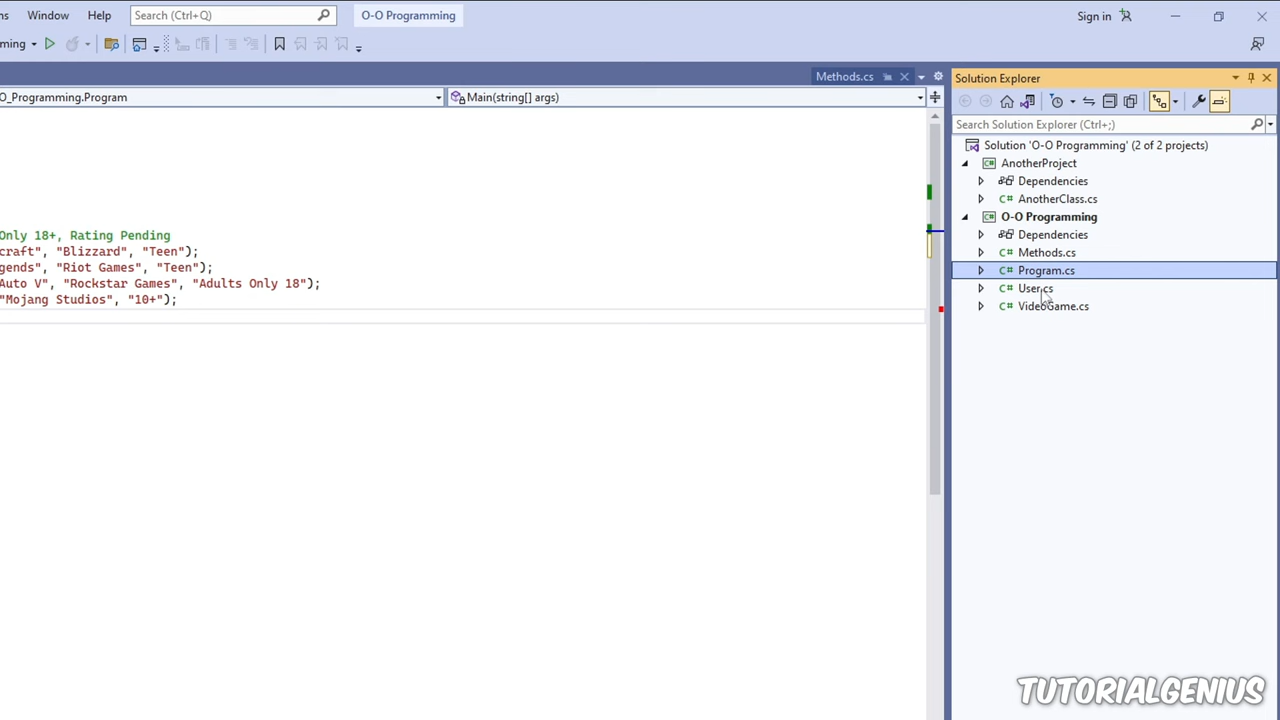 ns Window Help Search (Ctrl+Q) O-O Programming Sign in
ming
Methods.cs
O_Programming.Program Main(string[] args)
Only 18+, Rating Pending
craft", "Blizzard", "Teen");
gends", "Riot Games", "Teen");
Auto V", "Rockstar Games", "Adults Only 18");
"Mojang Studios", "10+");
Solution Explorer
Search Solution Explorer (Ctrl+;)
Solution 'O-O Programming' (2 of 2 projects)
AnotherProject
Dependencies
C# AnotherClass.cs
O-O Programming
Dependencies
C# Methods.cs
C# Program.cs
C# User.cs
C# VideoGame.cs
TUTORIALGENIUS